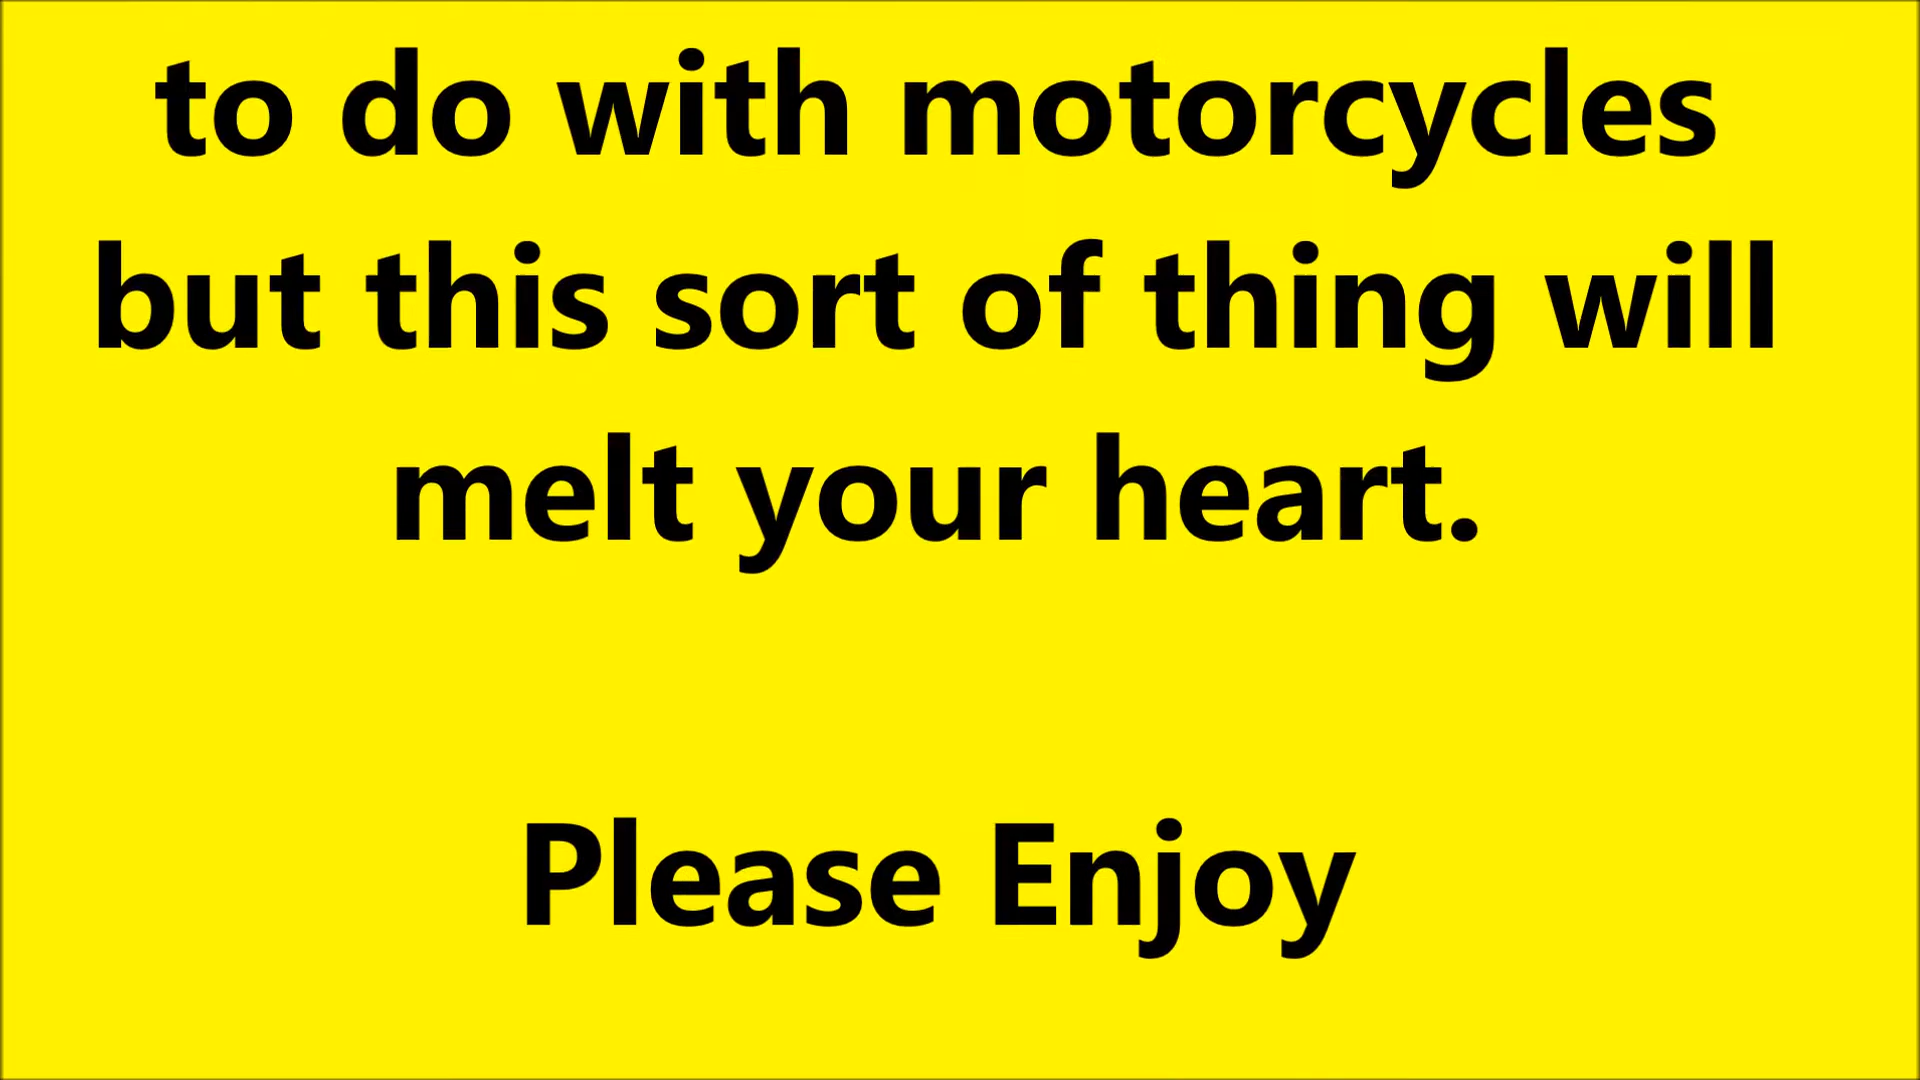 to do with motorcycles
but this sort of thing will
melt your heart.
Please Enjoy